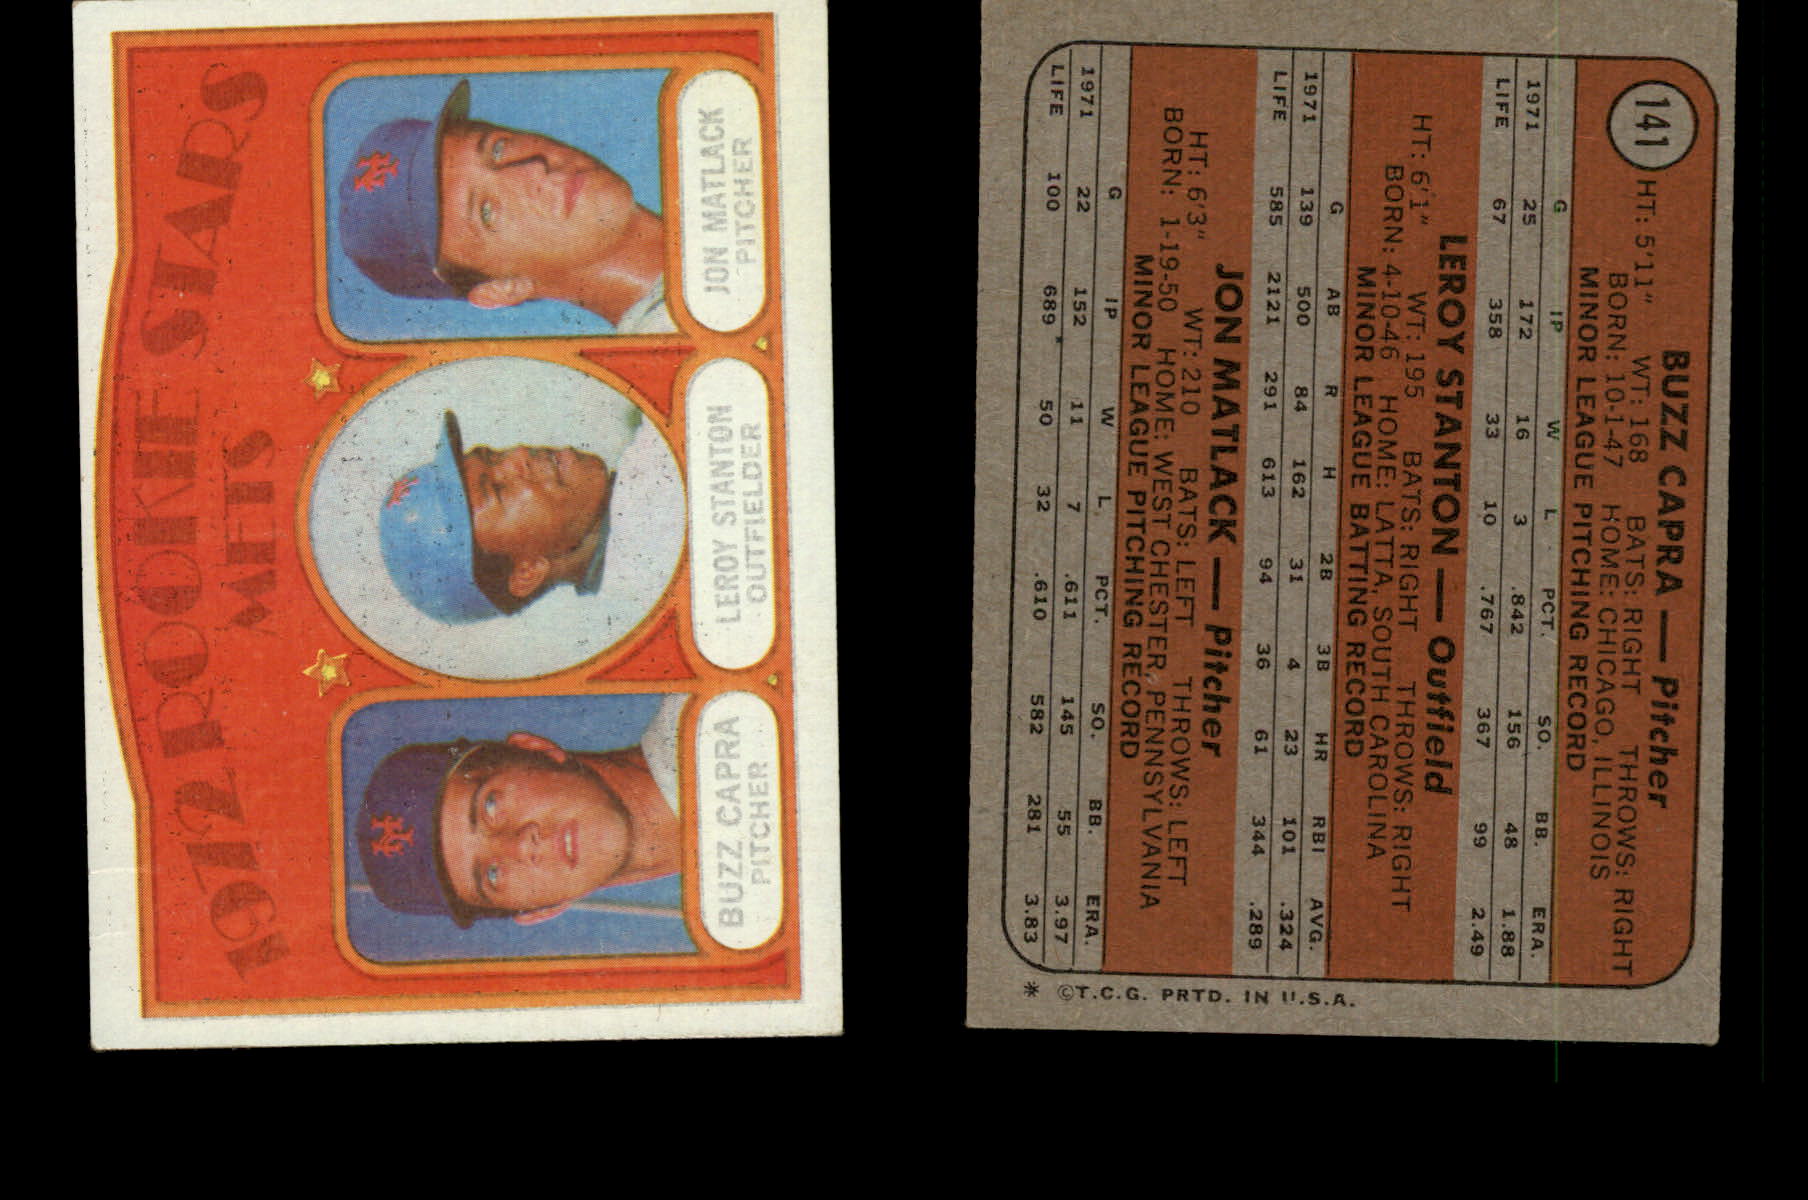 1972 ROOKIE STARS
METS
BUZZ CAPRA
PITCHER
LEROY STANTON
OUTFIELDER
JON MATLACK
PITCHER
141
BUZZ CAPRA — Pitcher
HT: 5'11" WT: 168 BATS: RIGHT THROWS: RIGHT
BORN: 10-1-47 HOME: CHICAGO, ILLINOIS
MINOR LEAGUE PITCHING RECORD
G IP W L PCT. SO. BB. ERA.
1971 25 172 16 3 .842 156 48 1.88
LIFE 67 358 33 10 .767 367 99 2.49
LEROY STANTON — Outfield
HT: 6'1" WT: 195 BATS: RIGHT THROWS: RIGHT
BORN: 4-10-46 HOME: LATTA, SOUTH CAROLINA
MINOR LEAGUE BATTING RECORD
G AB R H 2B 3B HR RBI AVG.
1971 139 500 84 162 31 4 23 101 .324
LIFE 585 2121 291 613 94 36 61 344 .289
JON MATLACK — Pitcher
HT: 6'3" WT: 210 BATS: LEFT THROWS: LEFT
BORN: 1-19-50 HOME: WEST CHESTER, PENNSYLVANIA
MINOR LEAGUE PITCHING RECORD
G IP W L PCT. SO. BB. ERA.
1971 22 152 11 7 .611 145 55 3.97
LIFE 100 689 50 32 .610 582 281 3.83
* ©T.C.G. PRTD. IN U.S.A.